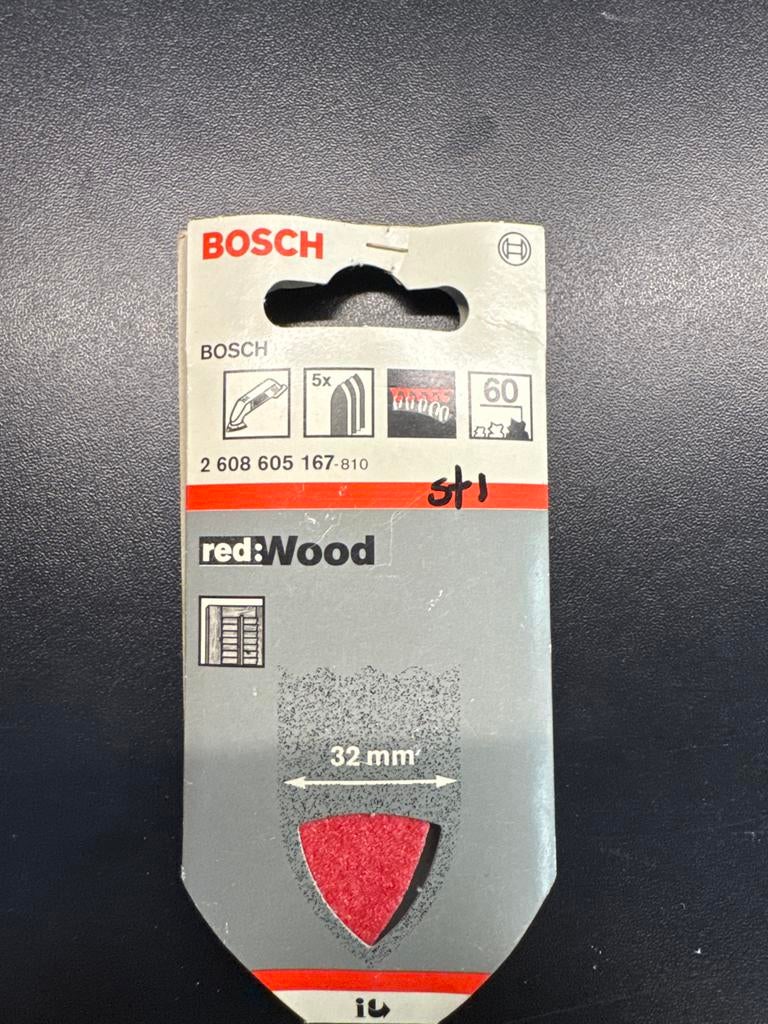 BOSCH
BOSCH
5x
60
2 608 605 167-810
st1
red:Wood
32 mm